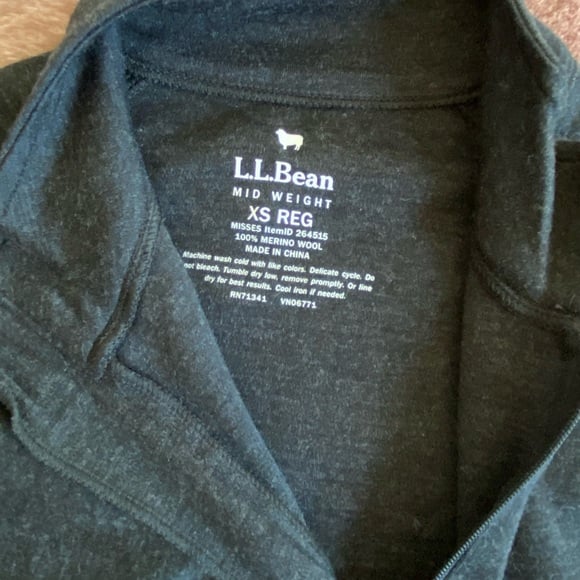 L.L.Bean
MID WEIGHT
XS REG
MISSES ItemID 264515
100% MERINO WOOL
MADE IN CHINA
Machine wash cold with like colors. Delicate cycle. Do
not bleach. Tumble dry low, remove promptly. Or line
dry for best results. Cool iron if needed.
RN71341 VN06771